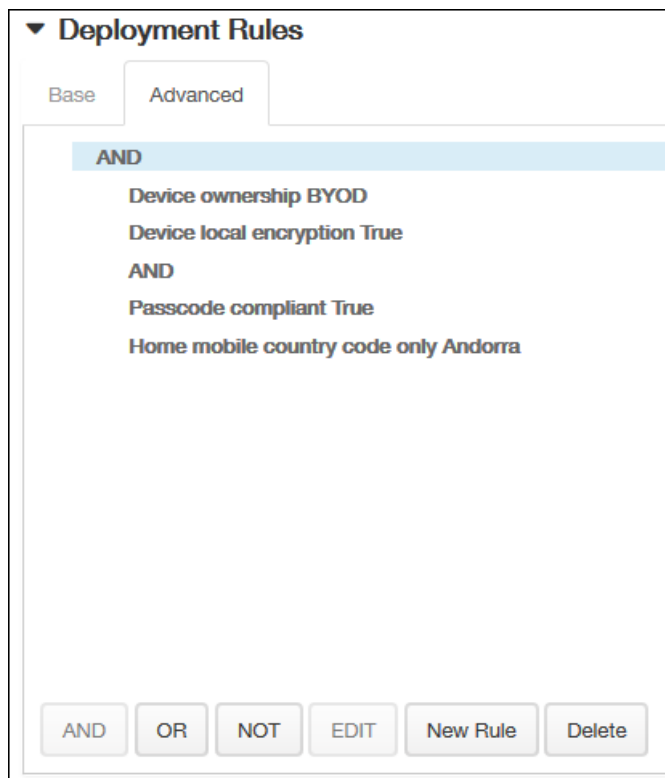 Deployment Rules
Base Advanced
AND
Device ownership BYOD
Device local encryption True
AND
Passcode compliant True
Home mobile country code only Andorra
AND OR NOT EDIT New Rule Delete